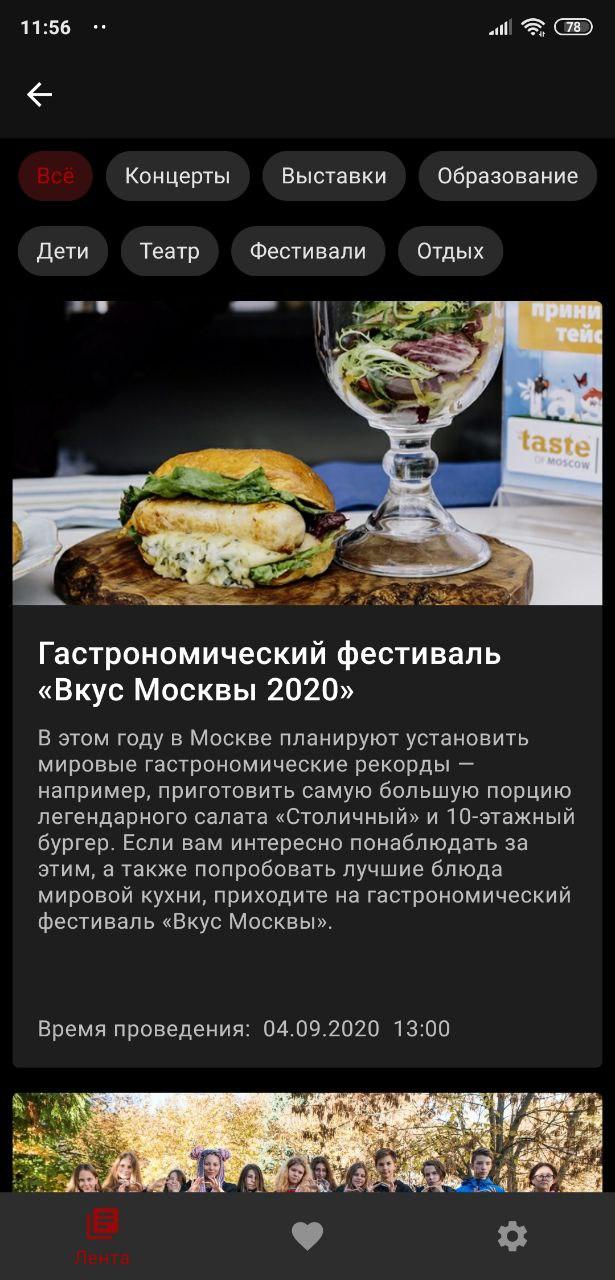 11:56
78
Всё
Концерты
Выставки
Образование
Дети
Театр
Фестивали
Отдых
taste
OF MOSCOW
Гастрономический фестиваль
«Вкус Москвы 2020»
В этом году в Москве планируют установить
мировые гастрономические рекорды —
например, приготовить самую большую порцию
легендарного салата «Столичный» и 10-этажный
бургер. Если вам интересно понаблюдать за
этим, а также попробовать лучшие блюда
мировой кухни, приходите на гастрономический
фестиваль «Вкус Москвы».
Время проведения: 04.09.2020 13:00
Лента